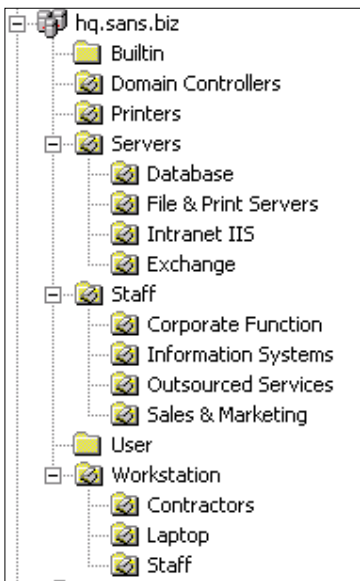 hq.sans.biz
Builtin
Domain Controllers
Printers
Servers
Database
File & Print Servers
Intranet IIS
Exchange
Staff
Corporate Function
Information Systems
Outsourced Services
Sales & Marketing
User
Workstation
Contractors
Laptop
Staff